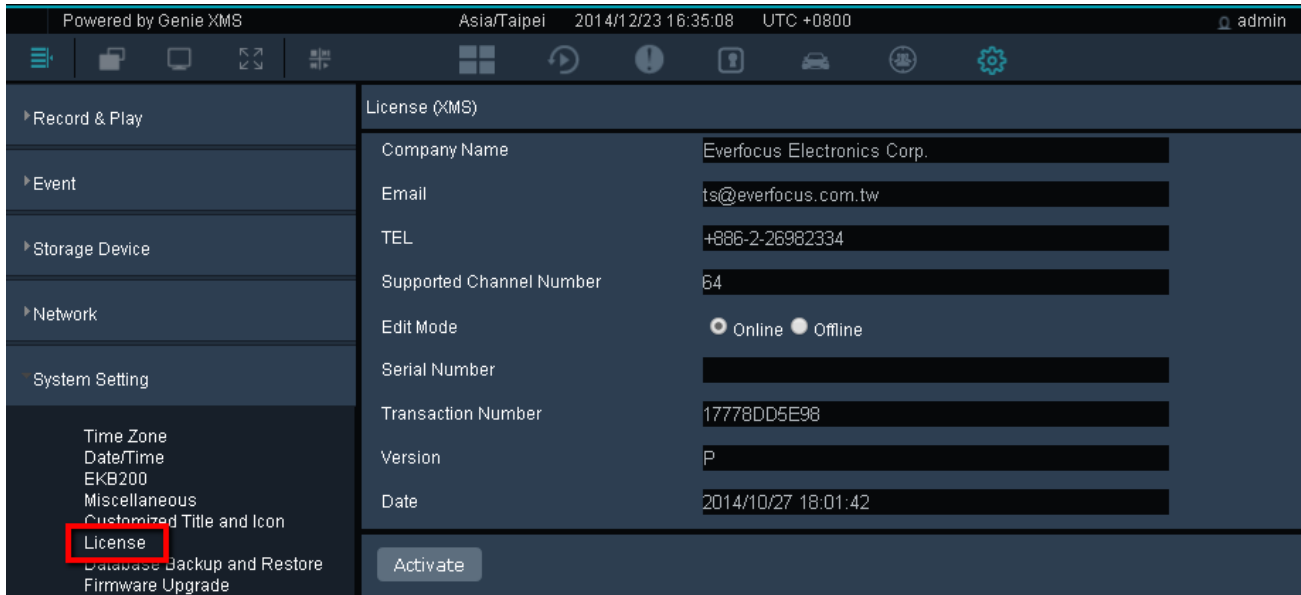 Powered by Genie XMS Asia/Taipei 2014/12/23 16:35:08 UTC +0800 admin
Record & Play
Event
Storage Device
Network
System Setting
Time Zone
Date/Time
EKB200
Miscellaneous
Customized Title and Icon
License
Database Backup and Restore
Firmware Upgrade
License (XMS)
Company Name Everfocus Electronics Corp.
Email ts@everfocus.com.tw
TEL +886-2-26982334
Supported Channel Number 64
Edit Mode Online Offline
Serial Number
Transaction Number 17778DD5E98
Version P
Date 2014/10/27 18:01:42
Activate